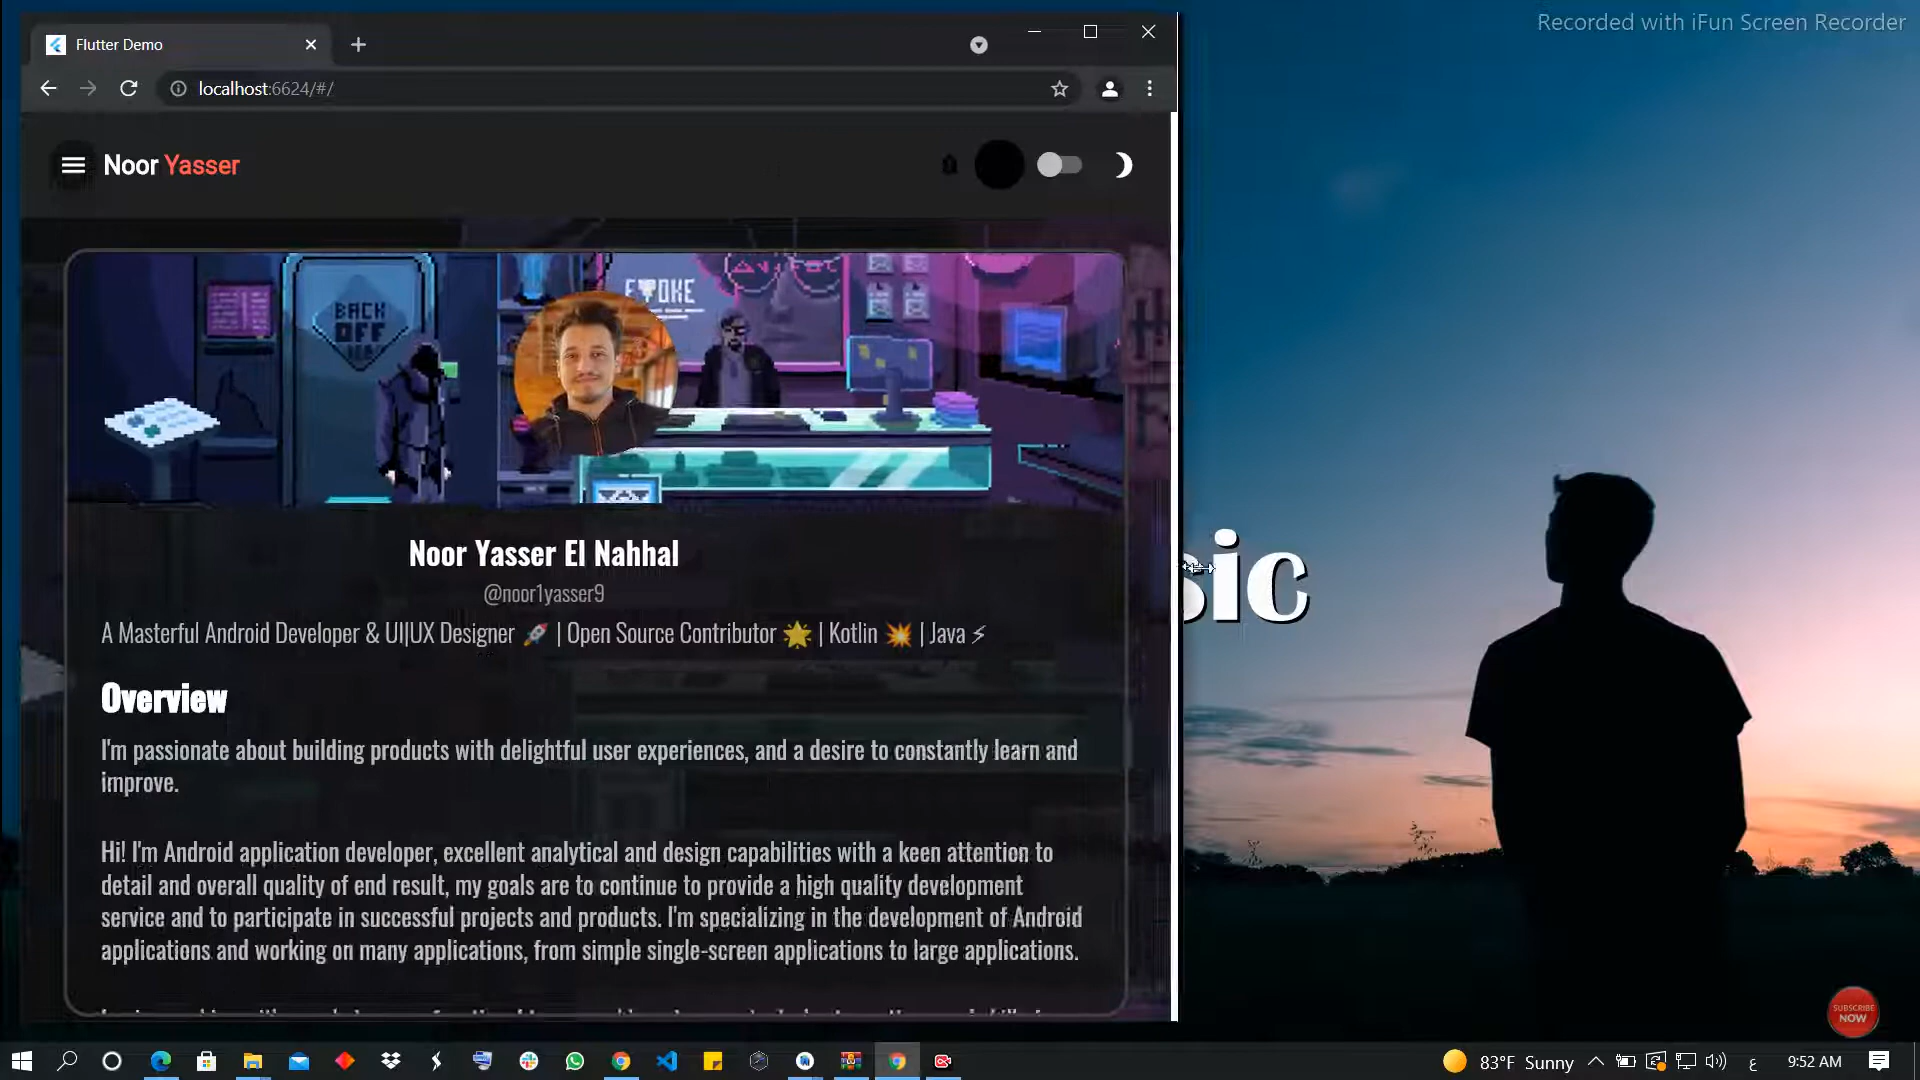 Recorded with iFun Screen Recorder
Flutter Demo
localhost:6624/#/
Noor Yasser
BACK
OFF
Noor Yasser El Nahhal
@noor1yasser9
A Masterful Android Developer & UI|UX Designer 🚀 | Open Source Contributor 🌟 | Kotlin 💥 | Java ⚡
sic
Overview
I'm passionate about building products with delightful user experiences, and a desire to constantly learn and
improve.
Hi! I'm Android application developer, excellent analytical and design capabilities with a keen attention to
detail and overall quality of end result, my goals are to continue to provide a high quality development
service and to participate in successful projects and products. I'm specializing in the development of Android
applications and working on many applications, from simple single-screen applications to large applications.
SUBSCRIBE
NOW
83°F Sunny
ع
9:52 AM